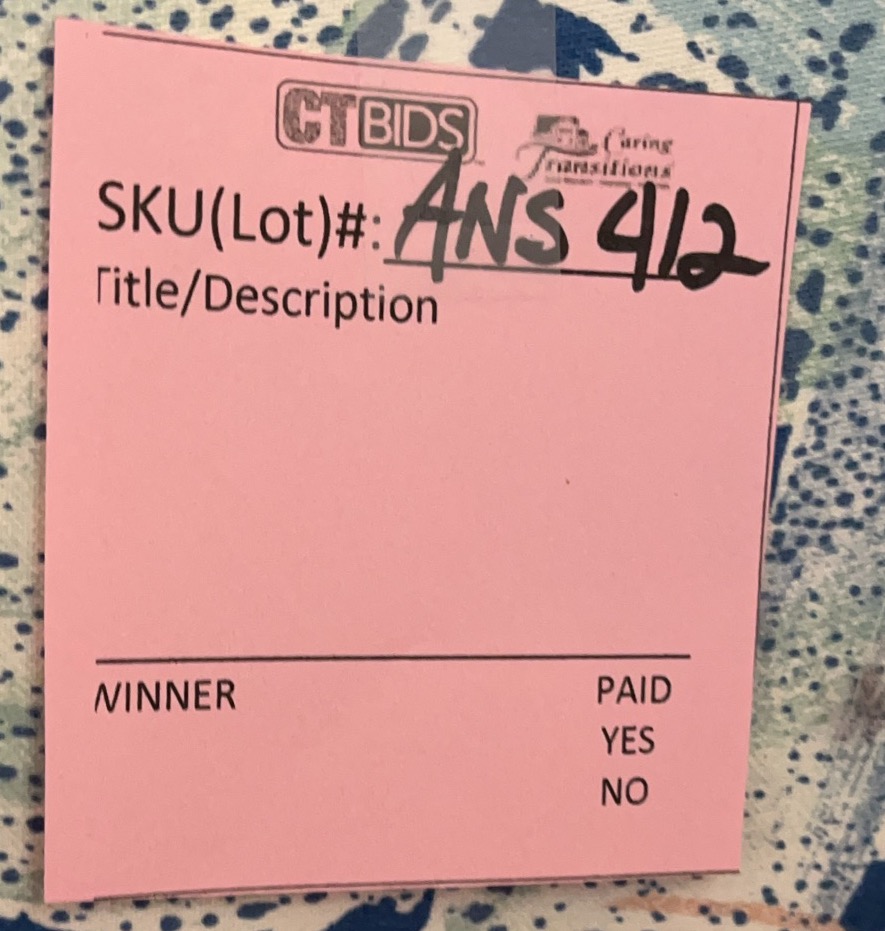 CTBIDS
Caring
Transitions
SKU(Lot)#: ANS 412
Title/Description
WINNER
PAID
YES
NO